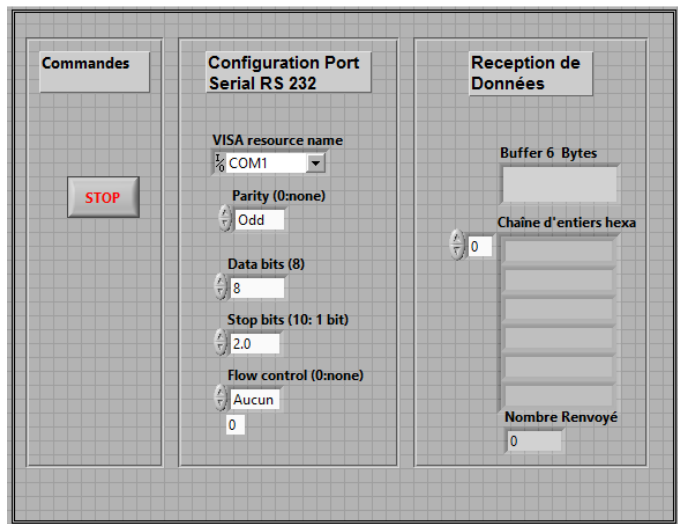 Commandes
STOP
Configuration Port
Serial RS 232
VISA resource name
I/0 COM1
Parity (0:none)
Odd
Data bits (8)
8
Stop bits (10: 1 bit)
2.0
Flow control (0:none)
Aucun
0
Reception de
Données
Buffer 6 Bytes
Chaîne d'entiers hexa
0
Nombre Renvoyé
0